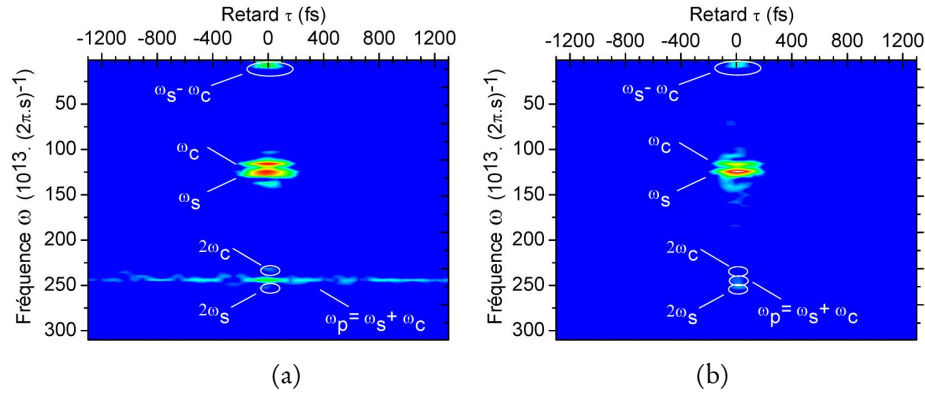 Retard τ (fs)
-1200 -800 -400 0 400 800 1200
Fréquence ω (10¹³. (2π.s)⁻¹
50
100
150
200
250
300
ωs- ωc
ωc
ωs
2ωc
2ωs
ωp= ωs+ ωc
(a)
Retard τ (fs)
-1200 -800 -400 0 400 800 1200
Fréquence ω (10¹³. (2π.s)⁻¹
50
100
150
200
250
300
ωs- ωc
ωc
ωs
2ωc
2ωs
ωp= ωs+ ωc
(b)